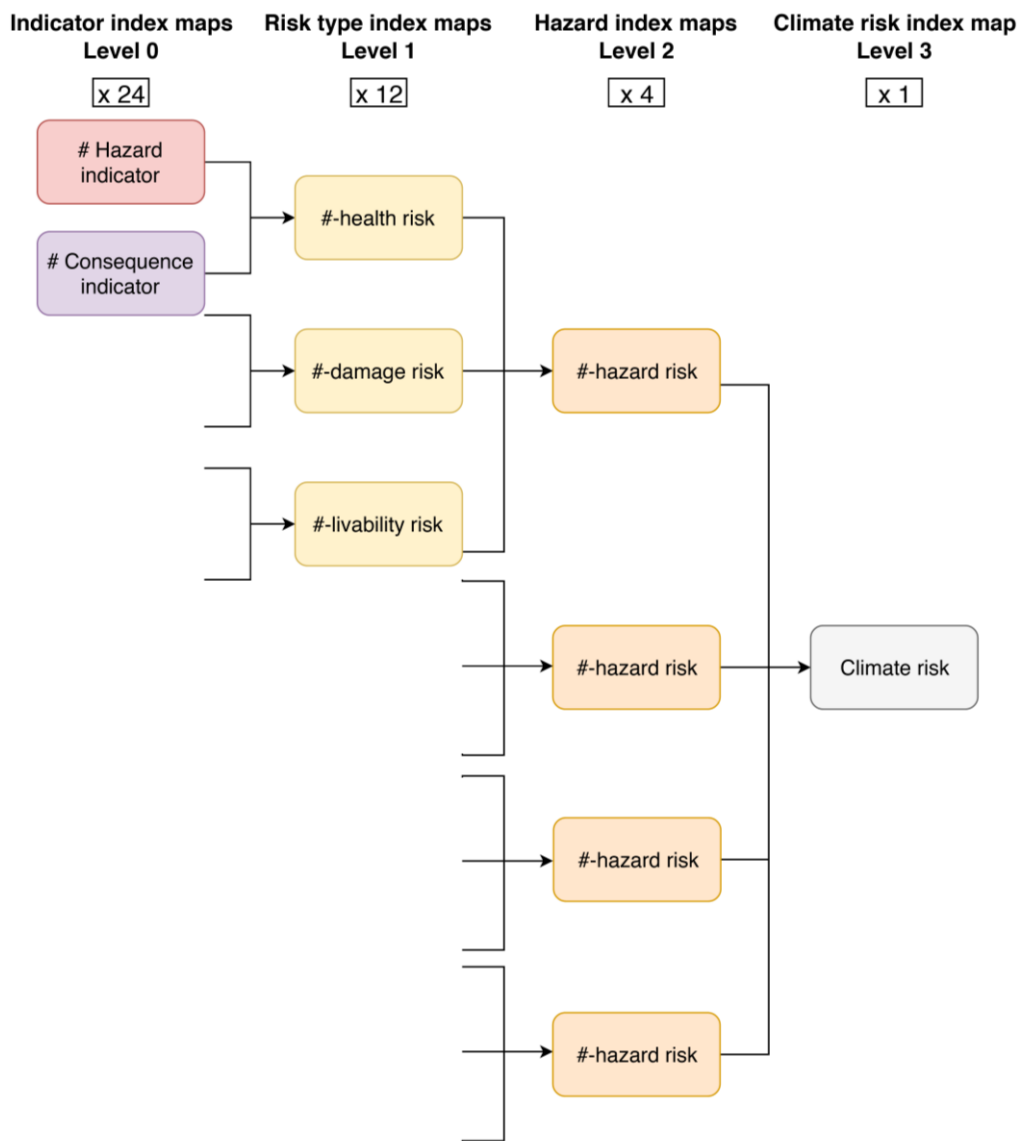 Indicator index maps
Level 0
x 24
Risk type index maps
Level 1
x 12
Hazard index maps
Level 2
x 4
Climate risk index map
Level 3
x 1
# Hazard
indicator
# Consequence
indicator
#-health risk
#-damage risk
#-livability risk
#-hazard risk
#-hazard risk
#-hazard risk
#-hazard risk
Climate risk